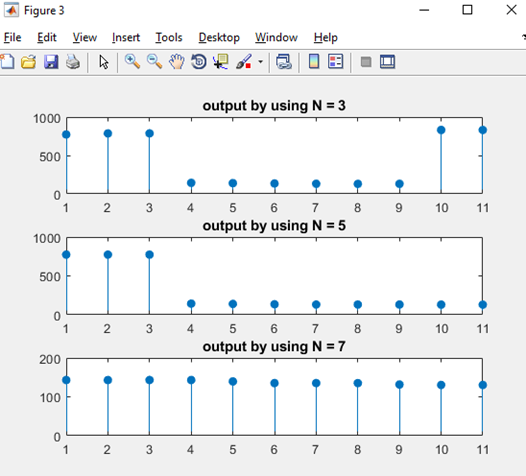 Figure 3
File Edit View Insert Tools Desktop Window Help
output by using N = 3
1000
500
0
1 2 3 4 5 6 7 8 9 10 11
output by using N = 5
1000
500
0
1 2 3 4 5 6 7 8 9 10 11
output by using N = 7
200
100
0
1 2 3 4 5 6 7 8 9 10 11